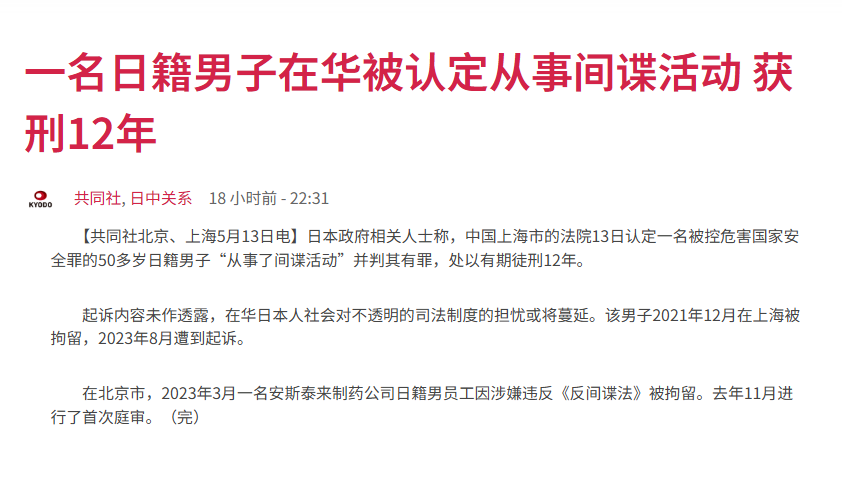 一名日籍男子在华被认定从事间谍活动 获
刑12年
KYODO
共同社, 日中关系 18 小时前 - 22:31
【共同社北京、上海5月13日电】日本政府相关人士称，中国上海市的法院13日认定一名被控危害国家安
全罪的50多岁日籍男子“从事了间谍活动”并判其有罪，处以有期徒刑12年。
起诉内容未作透露，在华日本人社会对不透明的司法制度的担忧或将蔓延。该男子2021年12月在上海被
拘留，2023年8月遭到起诉。
在北京市，2023年3月一名安斯泰来制药公司日籍男员工因涉嫌违反《反间谍法》被拘留。去年11月进
行了首次庭审。（完）